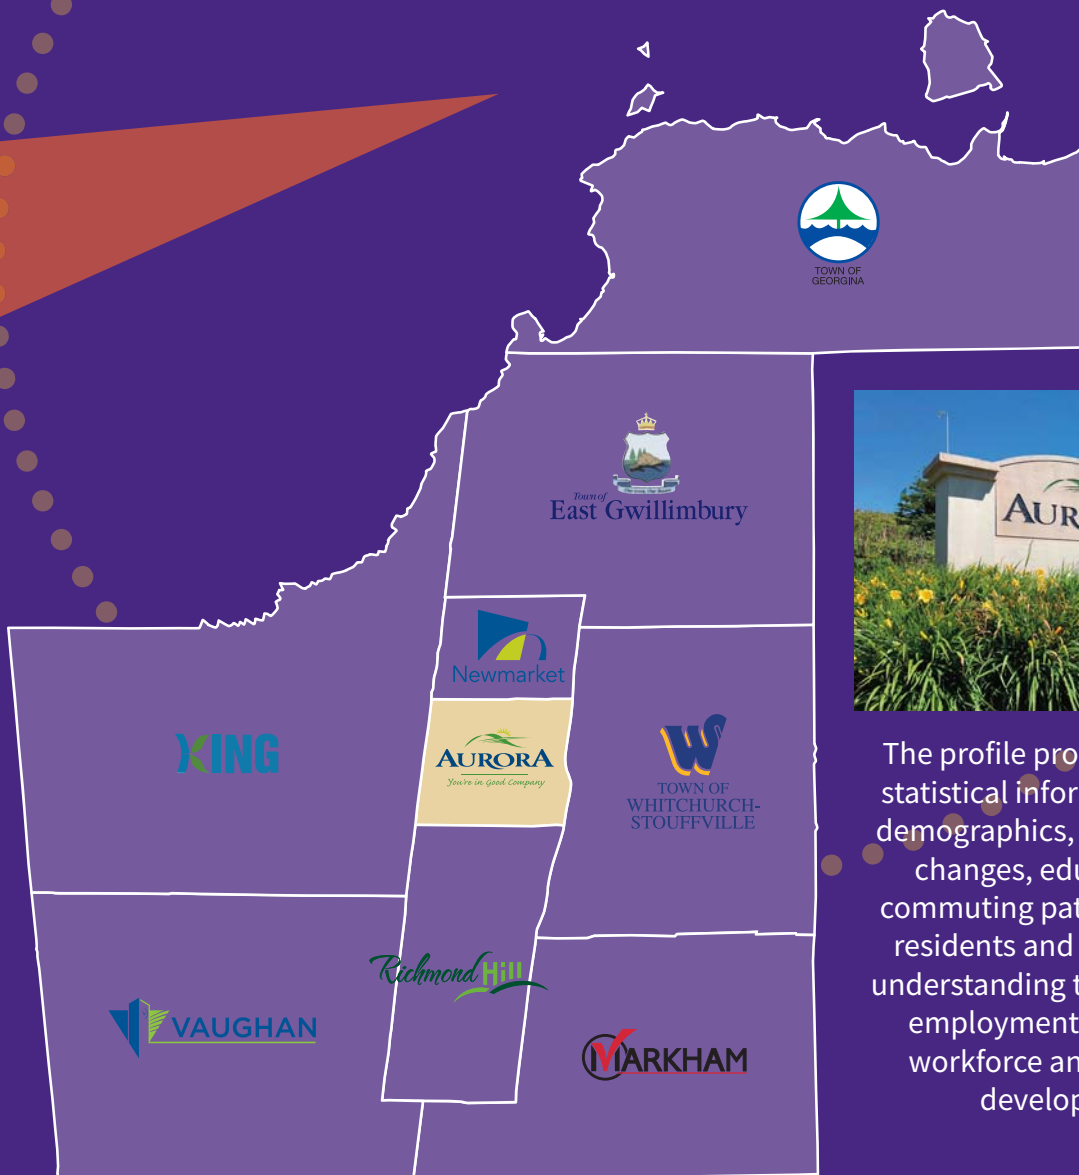 TOWN OF
GEORGINA
Town of
East Gwillimbury
Newmarket
KING
AURORA
You're in Good Company
TOWN OF
WHITCHURCH-
STOUFFVILLE
Richmond Hill
VAUGHAN
MARKHAM
AUR
The profile pro
statistical infor
demographics,
changes, edu
commuting pat
residents and
understanding t
employment
workforce an
develop